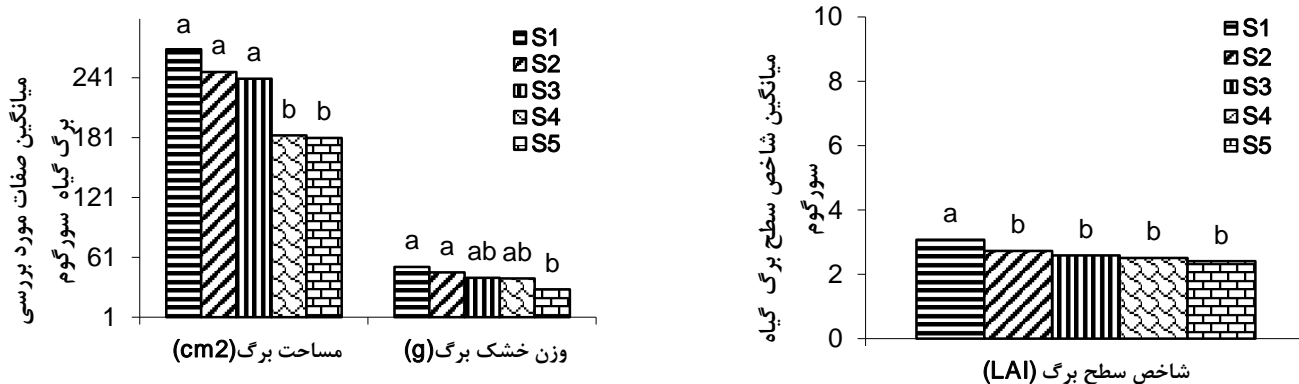 a
a
a
b
b
a
a
ab
ab
b
S1
S2
S3
S4
S5
241
181
121
61
1
میانگین صفات مورد بررسی
برگ گیاه سورگوم
مساحت برگ(cm2)
وزن خشک برگ(g)
10
8
6
4
2
0
a
b
b
b
b
S1
S2
S3
S4
S5
میانگین شاخص سطح برگ گیاه
سورگوم
شاخص سطح برگ (LAI)